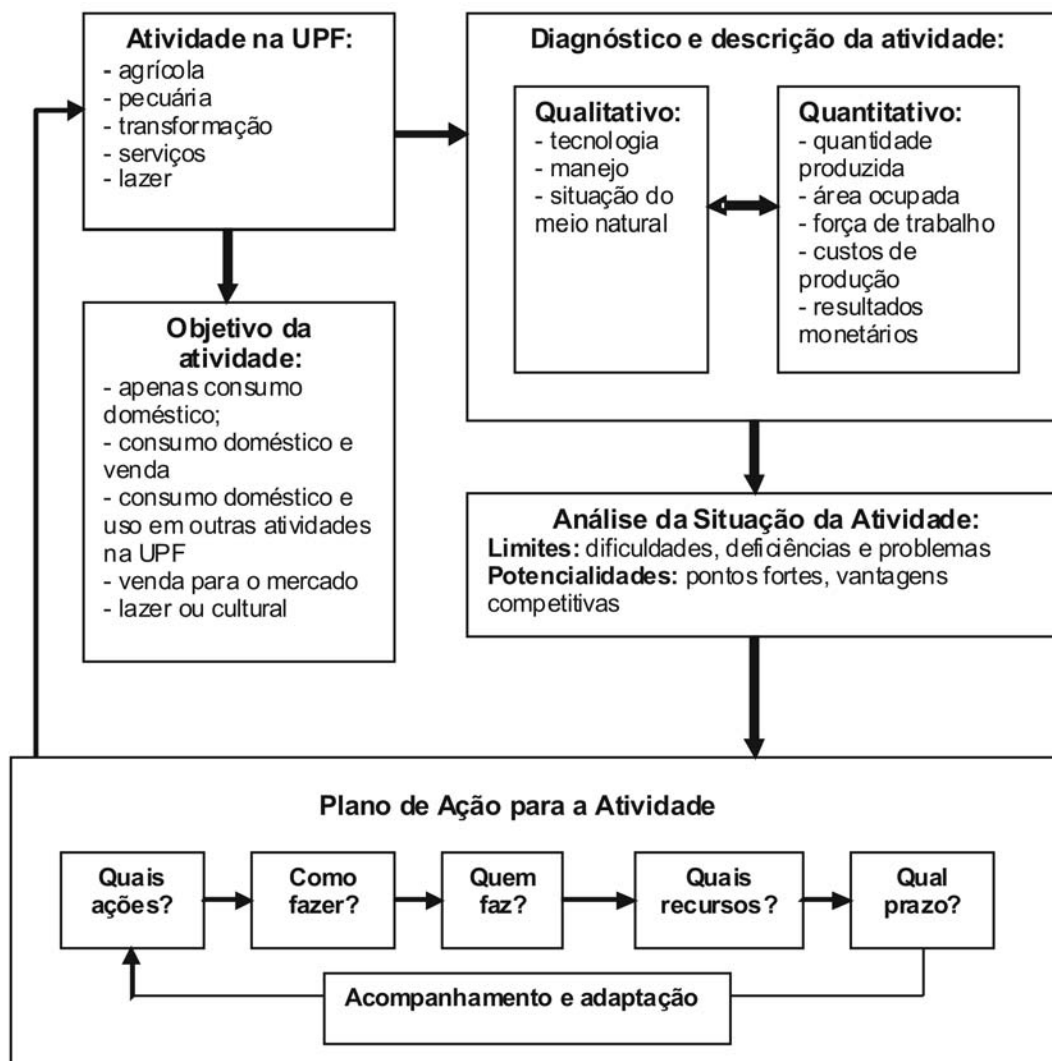 Atividade na UPF:
- agrícola
- pecuária
- transformação
- serviços
- lazer
Objetivo da
atividade:
- apenas consumo
doméstico;
- consumo doméstico e
venda
- consumo doméstico e
uso em outras atividades
na UPF
- venda para o mercado
- lazer ou cultural
Diagnóstico e descrição da atividade:
Qualitativo:
- tecnologia
- manejo
- situação do
meio natural
Quantitativo:
- quantidade
produzida
- área ocupada
- força de trabalho
- custos de
produção
- resultados
monetários
Análise da Situação da Atividade:
Limites: dificuldades, deficiências e problemas
Potencialidades: pontos fortes, vantagens
competitivas
Plano de Ação para a Atividade
Quais
ações?
Como
fazer?
Quem
faz?
Quais
recursos?
Qual
prazo?
Acompanhamento e adaptação